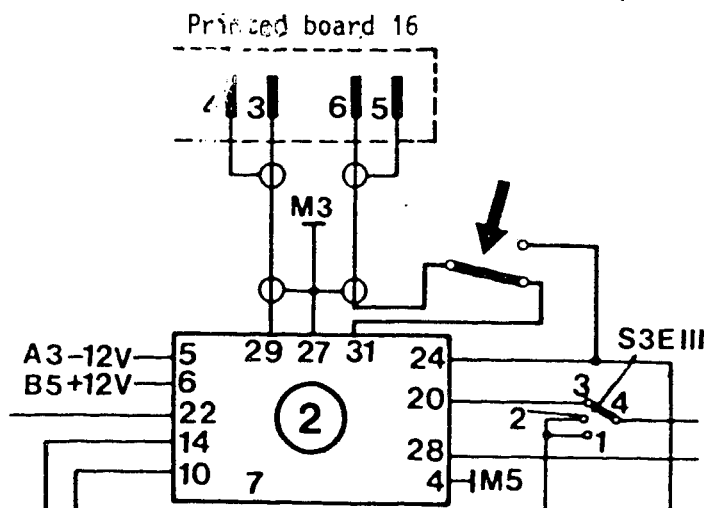 Printed board 16
4 3 6 5
M3
A3-12V 5 29 27 31 24
S3EIII
B5+12V 6
20 3 4
22 2 2
14 28 1
10 7 4 M5